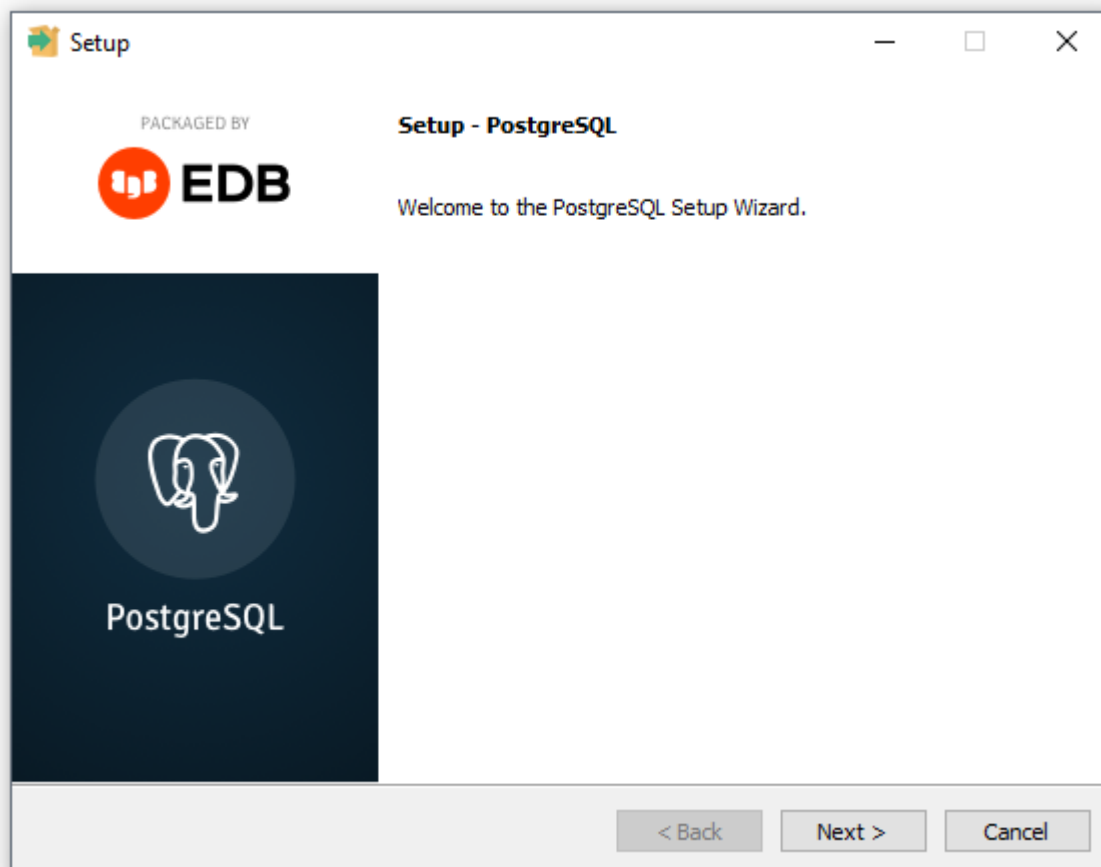 Setup
PACKAGED BY
EDB
Setup - PostgreSQL
Welcome to the PostgreSQL Setup Wizard.
PostgreSQL
< Back
Next >
Cancel